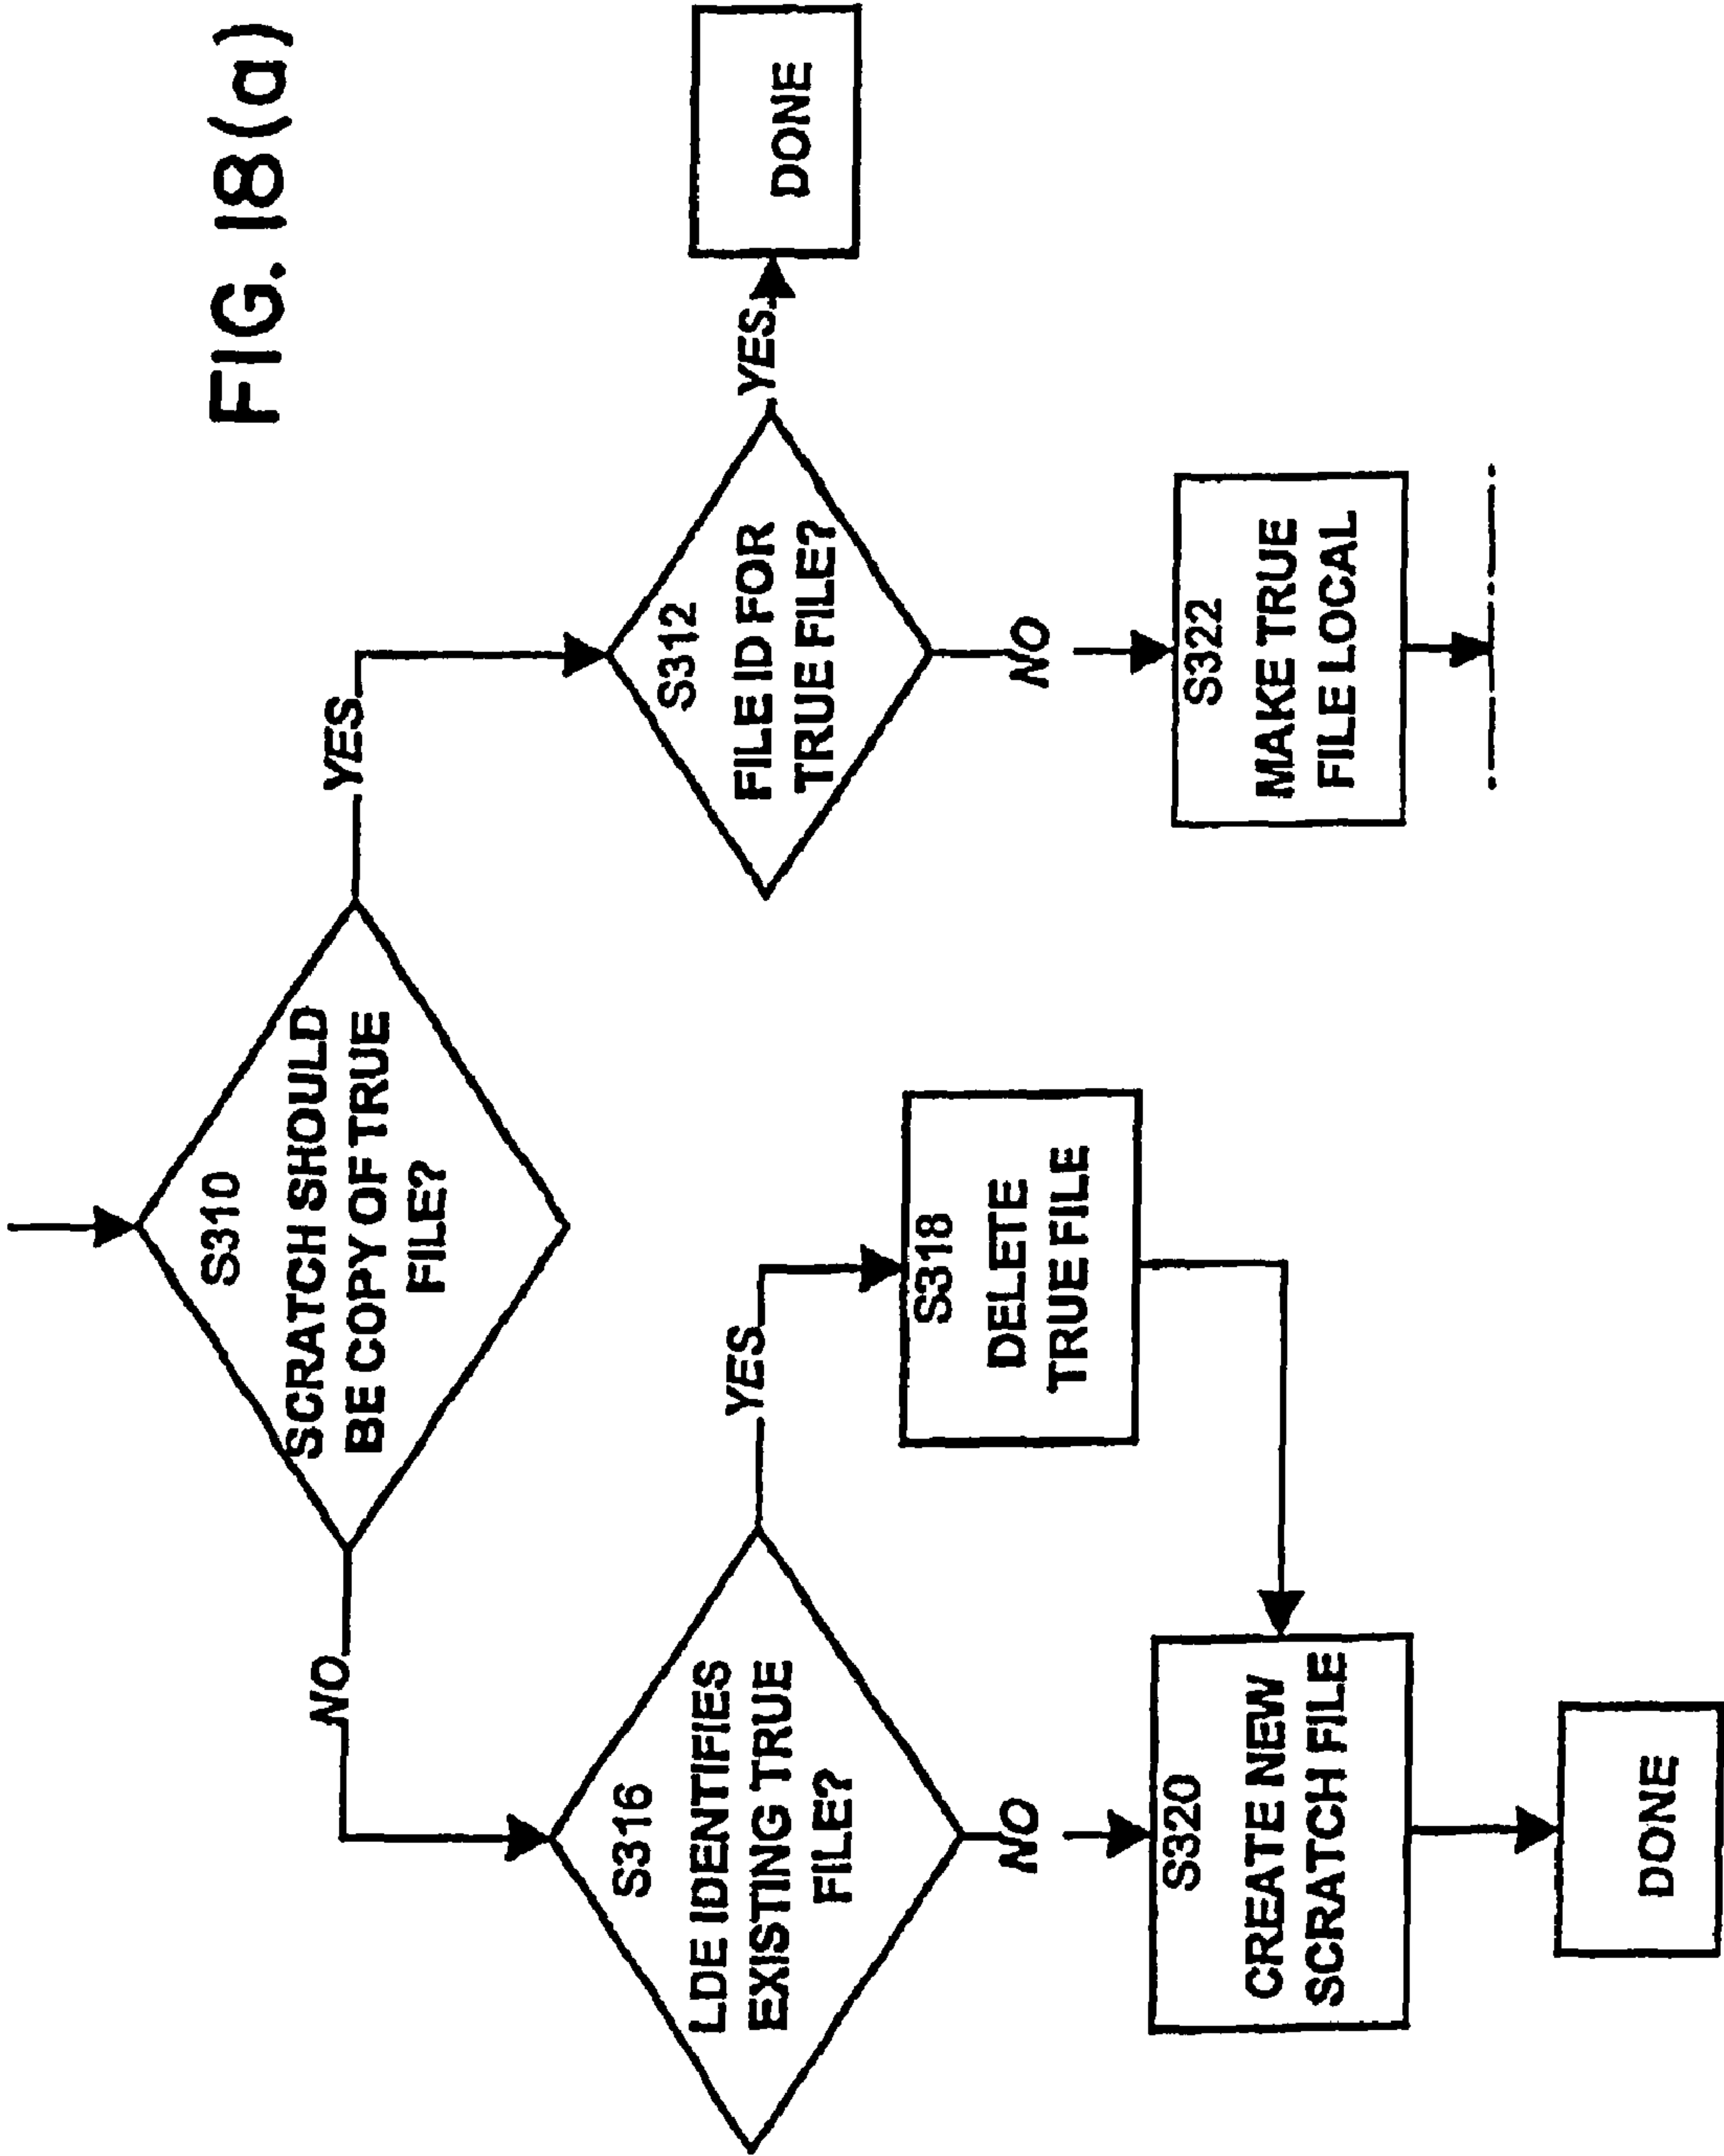 FIG. 18(a)
S310
SCRATCH SHOULD
BE COPY OF TRUE
FILE?
NO
YES
S316
LDE IDENTIFIES
EXISTING TRUE
FILE?
YES
NO
S318
DELETE
TRUE FILE
S320
CREATE NEW
SCRATCH FILE
DONE
S312
FILE ID FOR
TRUE FILE?
YES
DONE
NO
S322
MAKE TRUE
FILE LOCAL